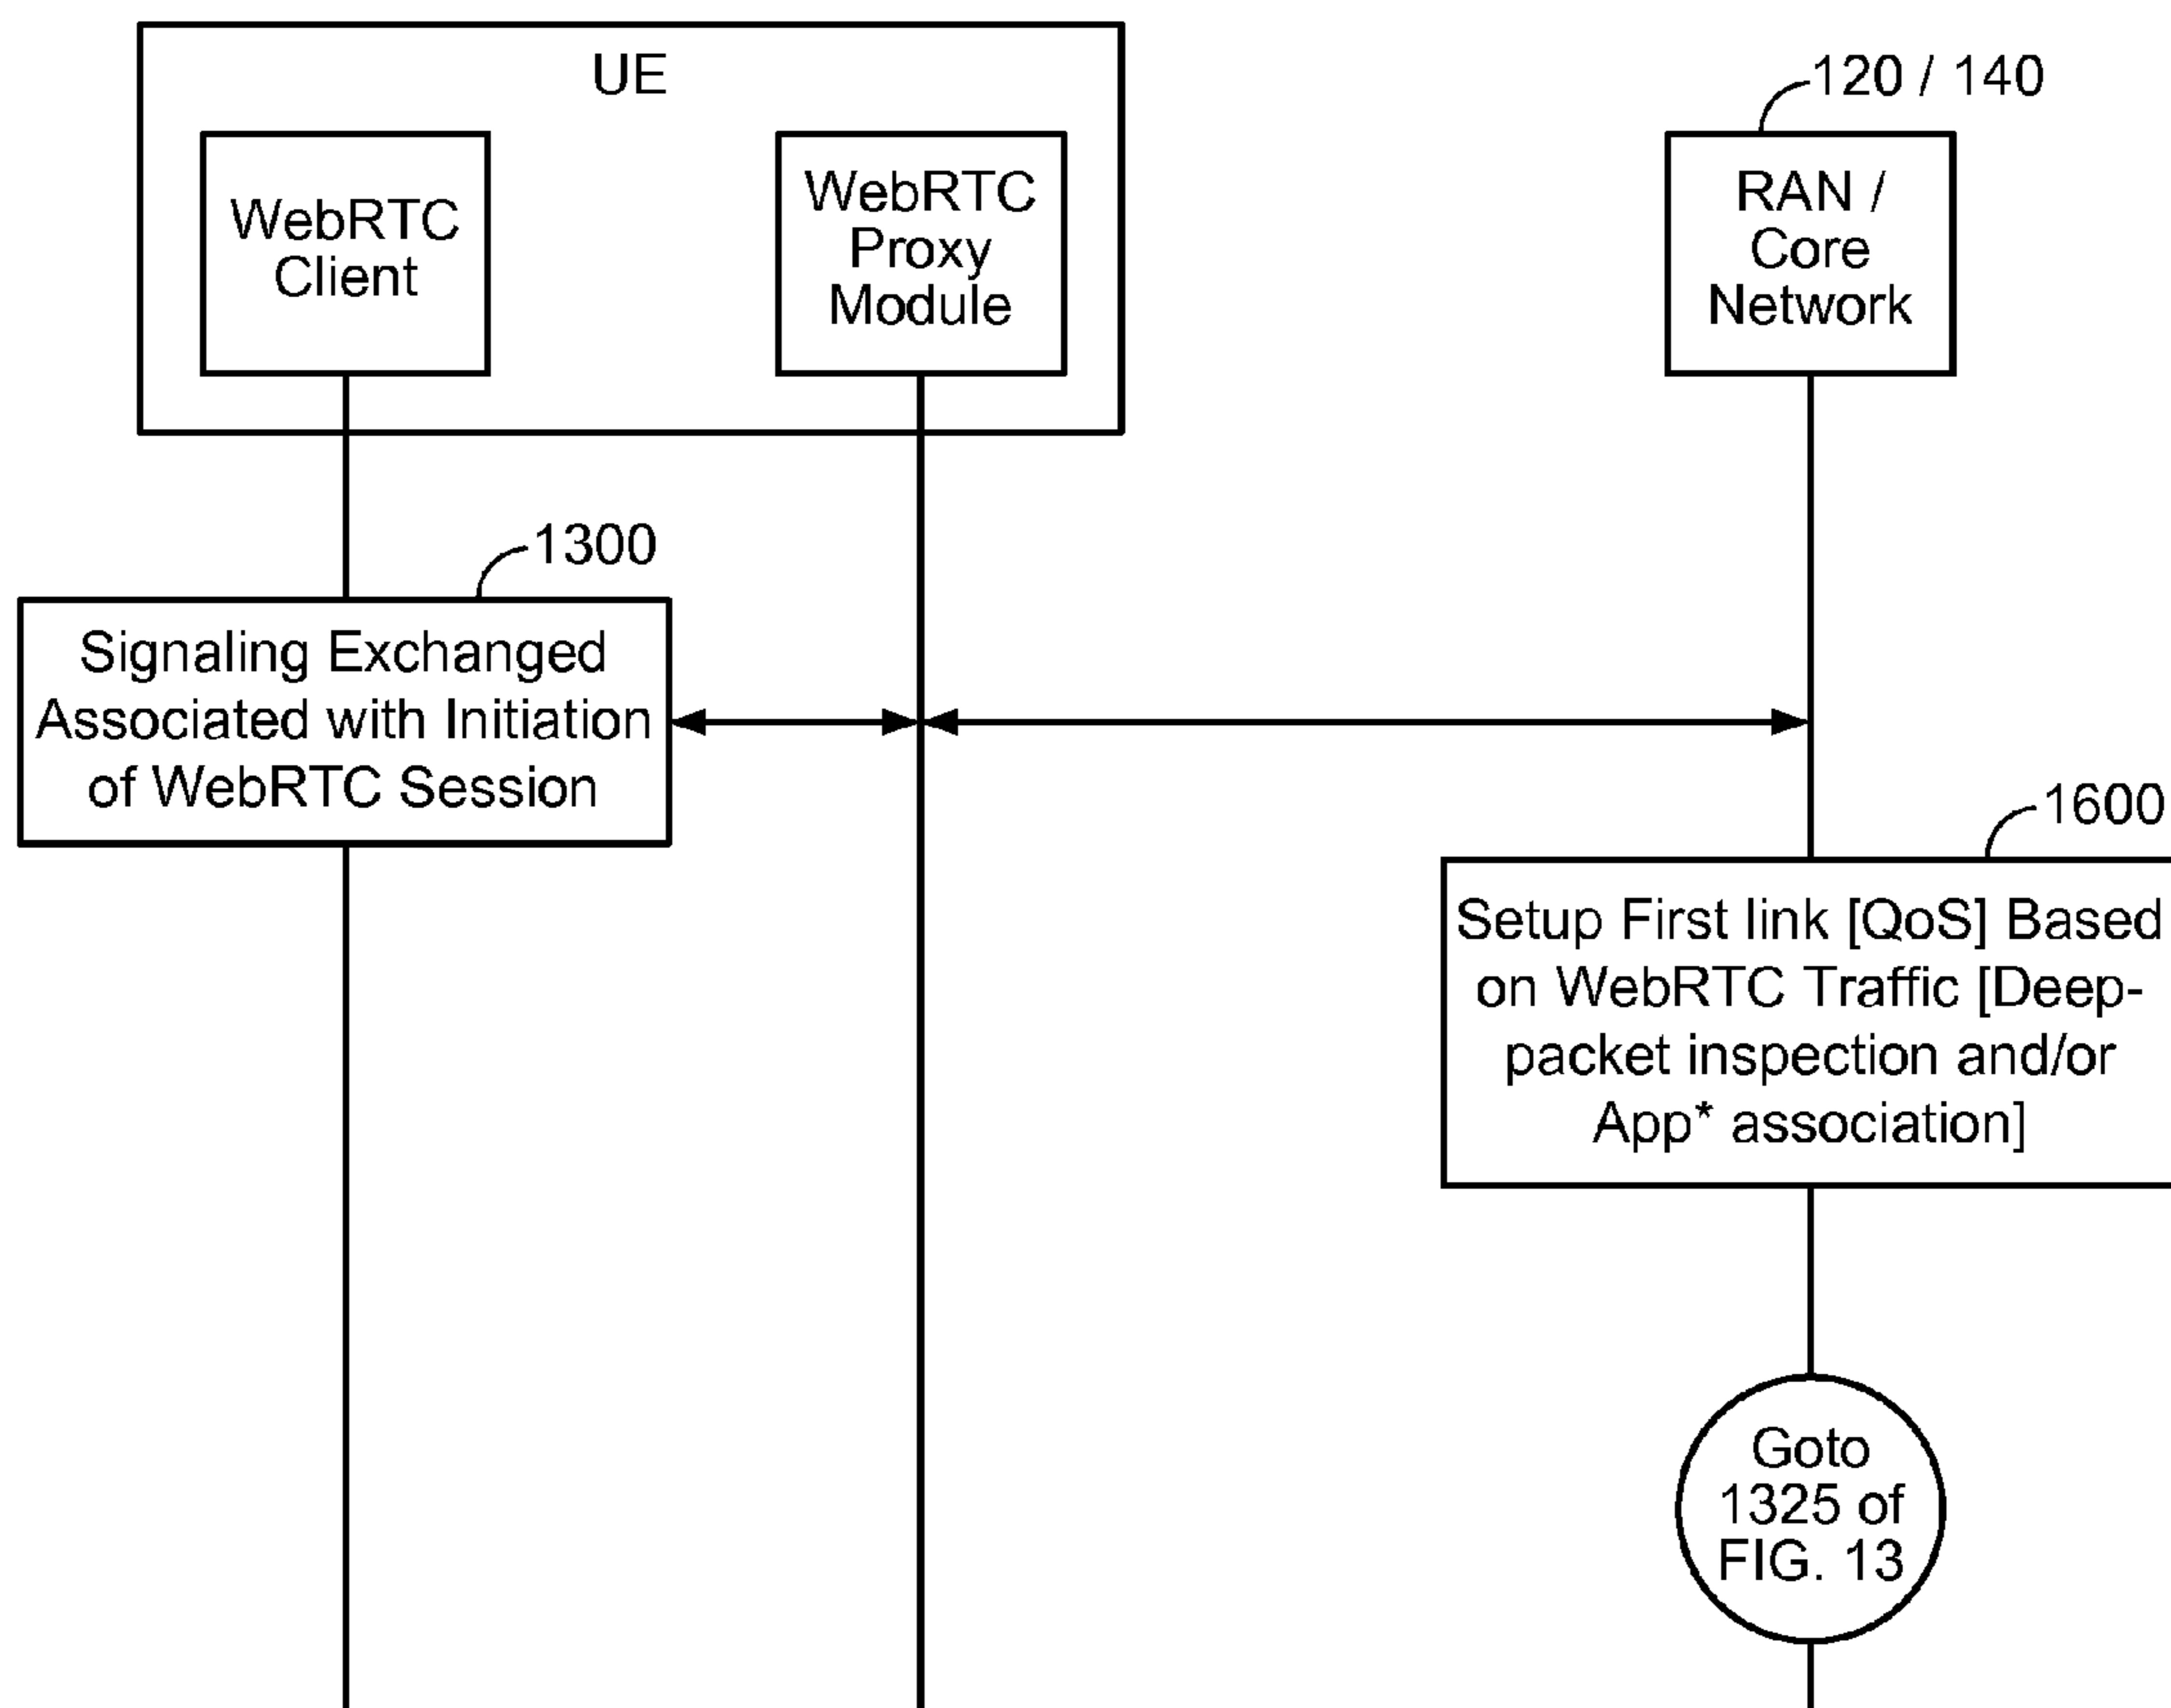 UE
120 / 140
WebRTC
Client
WebRTC
Proxy
Module
RAN /
Core
Network
1300
Signaling Exchanged
Associated with Initiation
of WebRTC Session
1600
Setup First link [QoS] Based
on WebRTC Traffic [Deep-
packet inspection and/or
App* association]
Goto
1325 of
FIG. 13